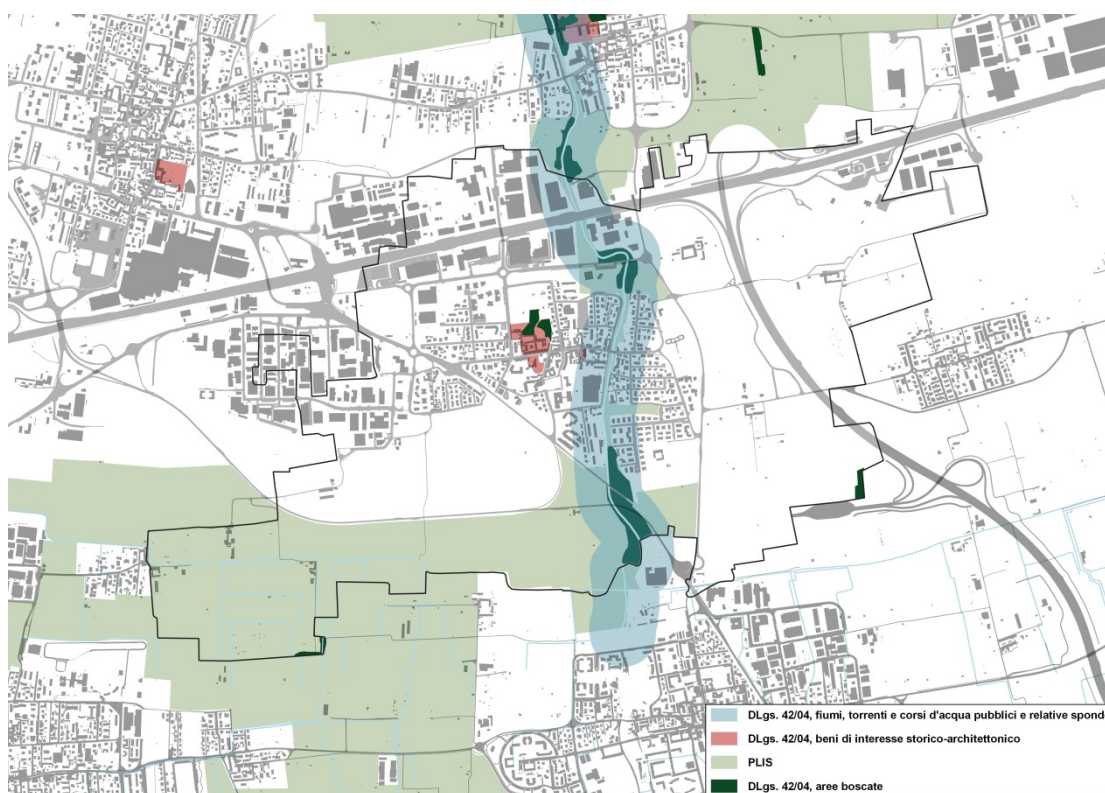 DLgs. 42/04, fiumi, torrenti e corsi d'acqua pubblici e relative spond
DLgs. 42/04, beni di interesse storico-architettonico
PLIS
DLgs. 42/04, aree boscate